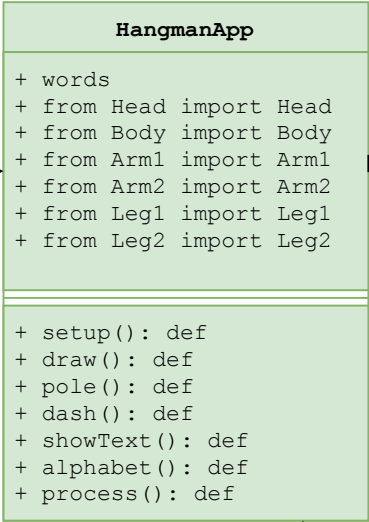 HangmanApp
+ words
+ from Head import Head
+ from Body import Body
+ from Arm1 import Arm1
+ from Arm2 import Arm2
+ from Leg1 import Leg1
+ from Leg2 import Leg2
+ setup(): def
+ draw(): def
+ pole(): def
+ dash(): def
+ showText(): def
+ alphabet(): def
+ process(): def